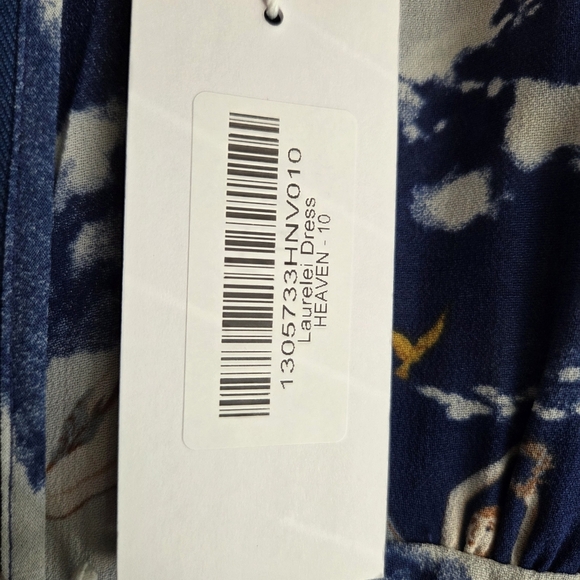 1305733HNV010
Laurelei Dress
HEAVEN - 10